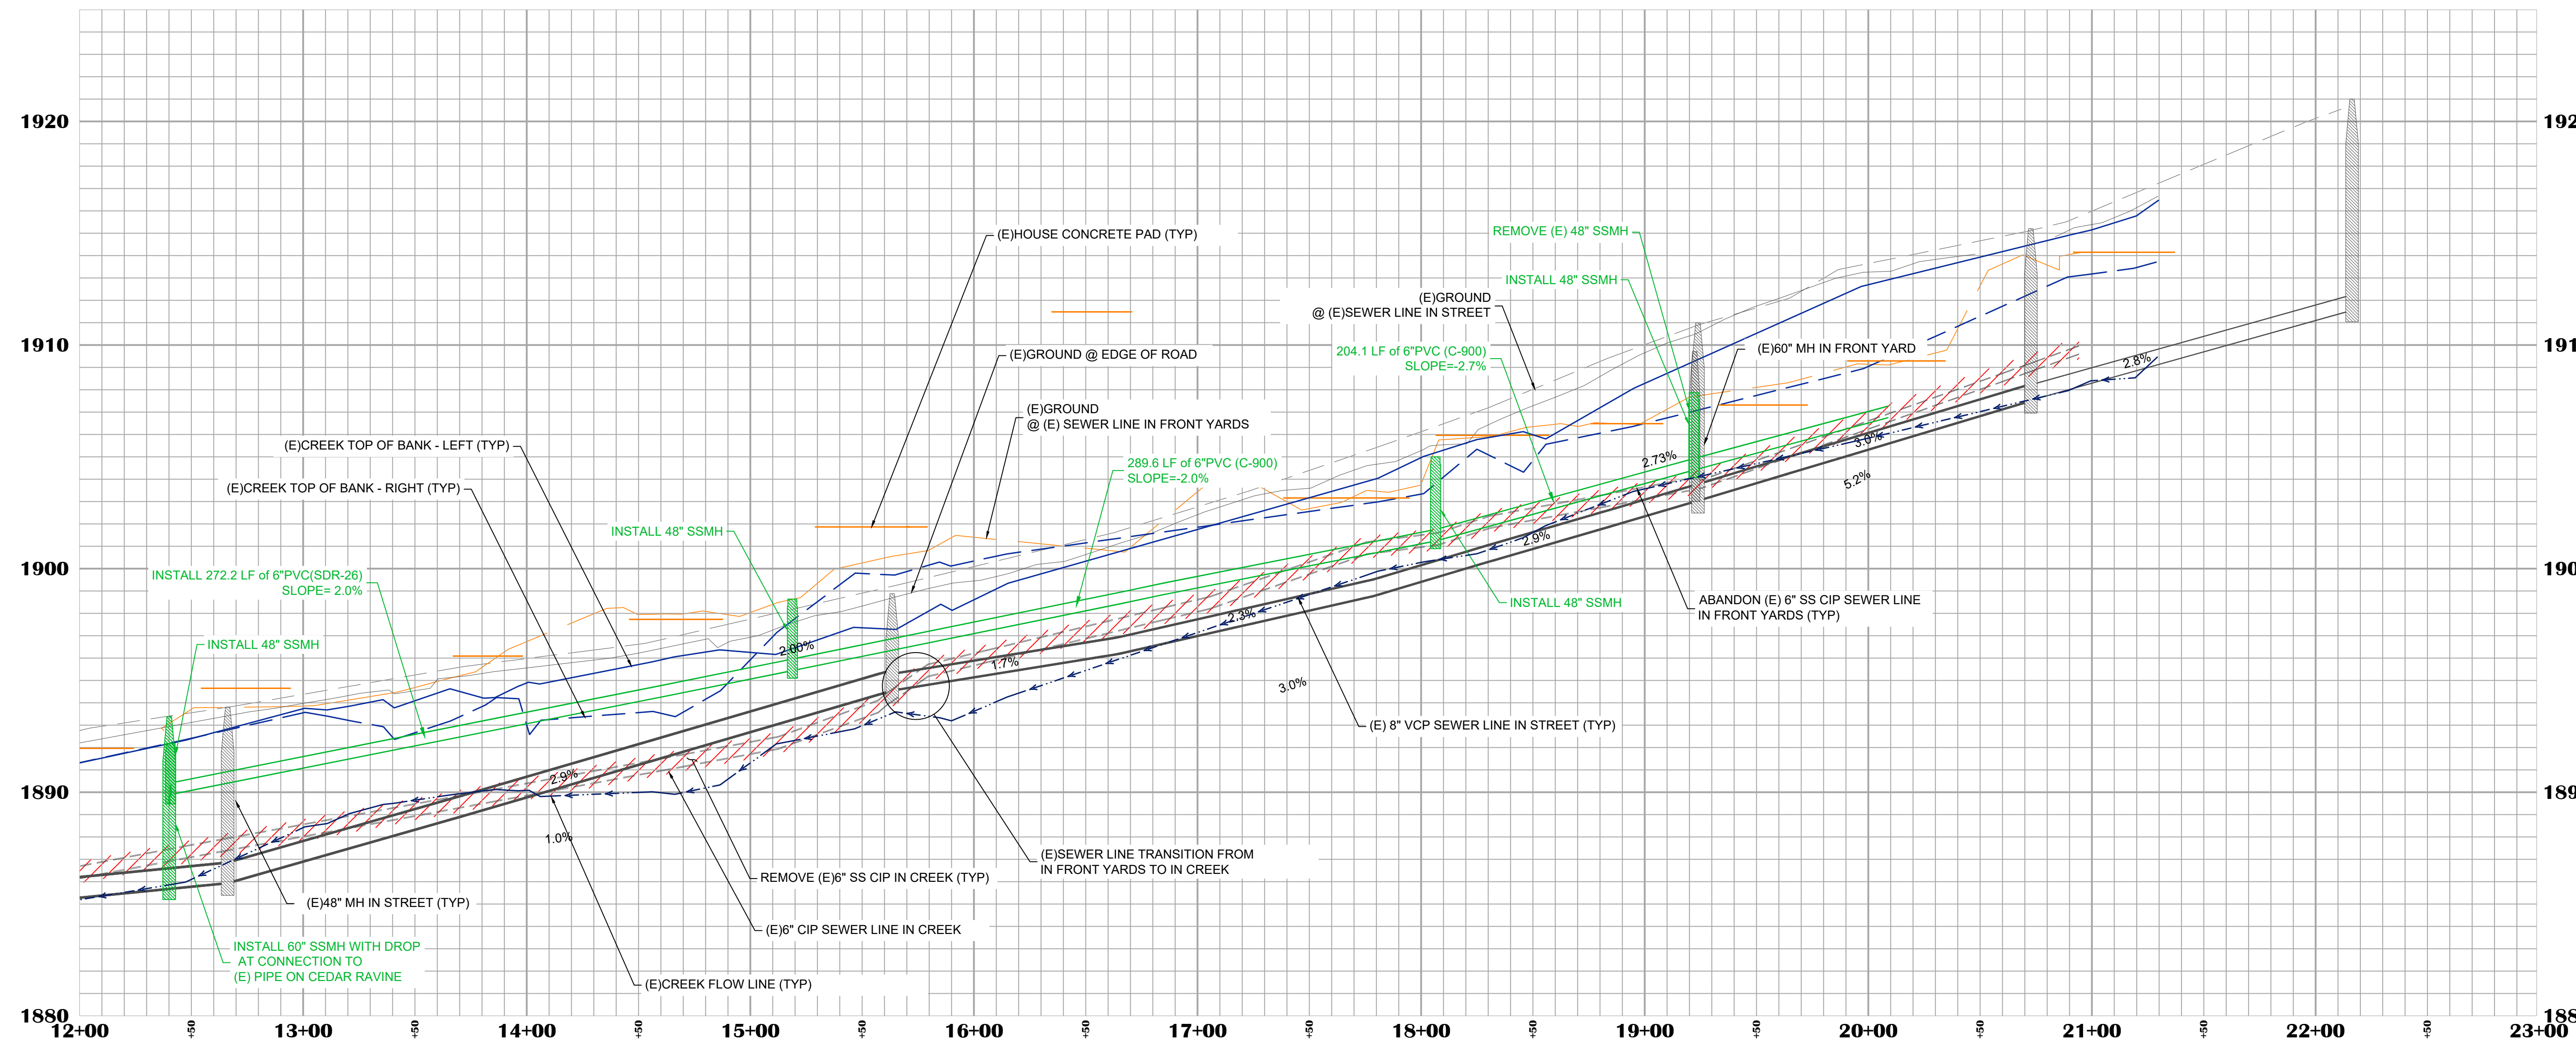 1920
192
REMOVE (E) 48" SSMH
(E)HOUSE CONCRETE PAD (TYP)
INSTALL 48" SSMH
(E)GROUND
@ (E)SEWER LINE IN STREET
1910
191
204.1 LF of 6"PVC (C-900)
SLOPE=-2.7%
(E)60" MH IN FRONT YARD
(E)GROUND @ EDGE OF ROAD
2.8%
(E)GROUND
@ (E) SEWER LINE IN FRONT YARDS
(E)CREEK TOP OF BANK - LEFT (TYP)
3.0%
2.73%
289.6 LF of 6"PVC (C-900)
SLOPE=-2.0%
5.2%
(E)CREEK TOP OF BANK - RIGHT (TYP)
INSTALL 48" SSMH
2.9%
1900
190
INSTALL 272.2 LF of 6"PVC(SDR-26)
SLOPE= 2.0%
INSTALL 48" SSMH
ABANDON (E) 6" SS CIP SEWER LINE
IN FRONT YARDS (TYP)
2.3%
INSTALL 48" SSMH
2.00%
1.7%
3.0%
(E) 8" VCP SEWER LINE IN STREET (TYP)
1890
189
2.9%
1.0%
(E)SEWER LINE TRANSITION FROM
IN FRONT YARDS TO IN CREEK
REMOVE (E)6" SS CIP IN CREEK (TYP)
(E)48" MH IN STREET (TYP)
(E)6" CIP SEWER LINE IN CREEK
INSTALL 60" SSMH WITH DROP
AT CONNECTION TO
(E) PIPE ON CEDAR RAVINE
(E)CREEK FLOW LINE (TYP)
1880
188
12+00 +50 13+00 +50 14+00 +50 15+00 +50 16+00 +50 17+00 +50 18+00 +50 19+00 +50 20+00 +50 21+00 +50 22+00 +50 23+00